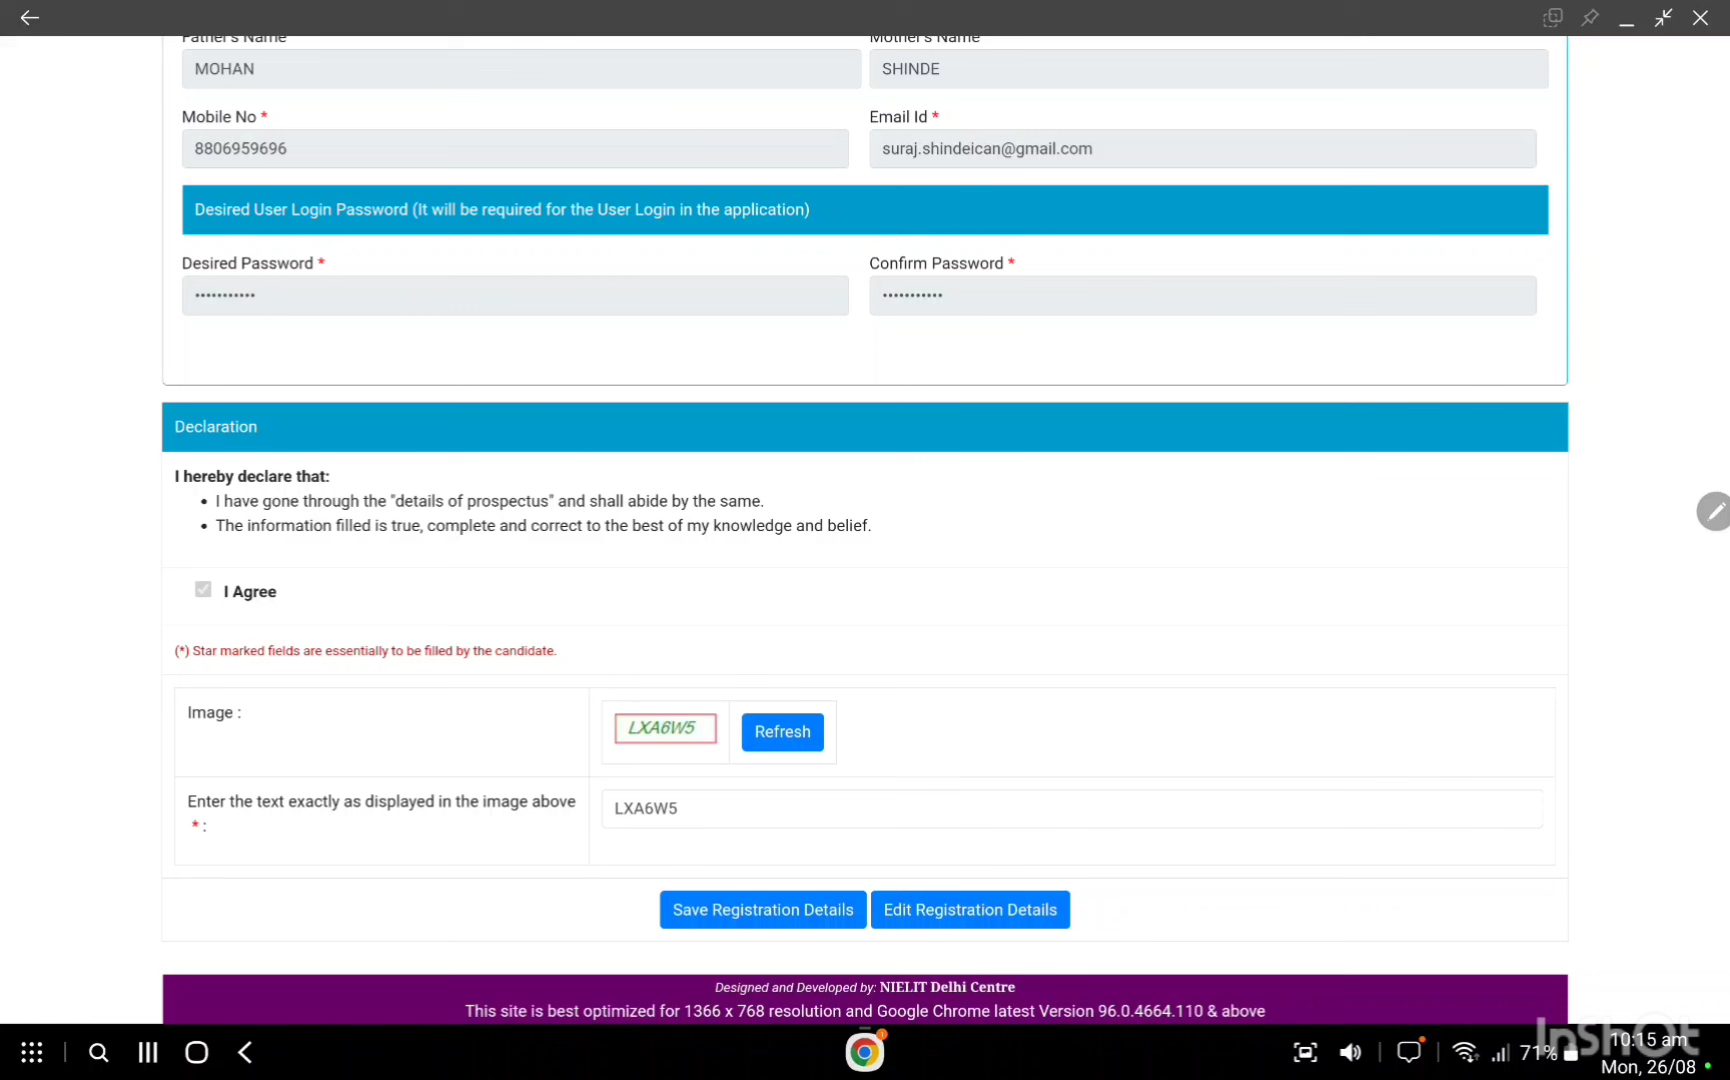 Father's Name Mother's Name
MOHAN SHINDE
Mobile No * Email Id *
8806959696 suraj.shindeican@gmail.com
Desired User Login Password (It will be required for the User Login in the application)
Desired Password * Confirm Password *
••••••••••• •••••••••••
Declaration
I hereby declare that:
• I have gone through the "details of prospectus" and shall abide by the same.
• The information filled is true, complete and correct to the best of my knowledge and belief.
I Agree
(*) Star marked fields are essentially to be filled by the candidate.
Image : LXA6W5 Refresh
Enter the text exactly as displayed in the image above LXA6W5
* :
Save Registration Details Edit Registration Details
Designed and Developed by: NIELIT Delhi Centre
This site is best optimized for 1366 x 768 resolution and Google Chrome latest Version 96.0.4664.110 & above
InShOt
71% 10:15 am
Mon, 26/08